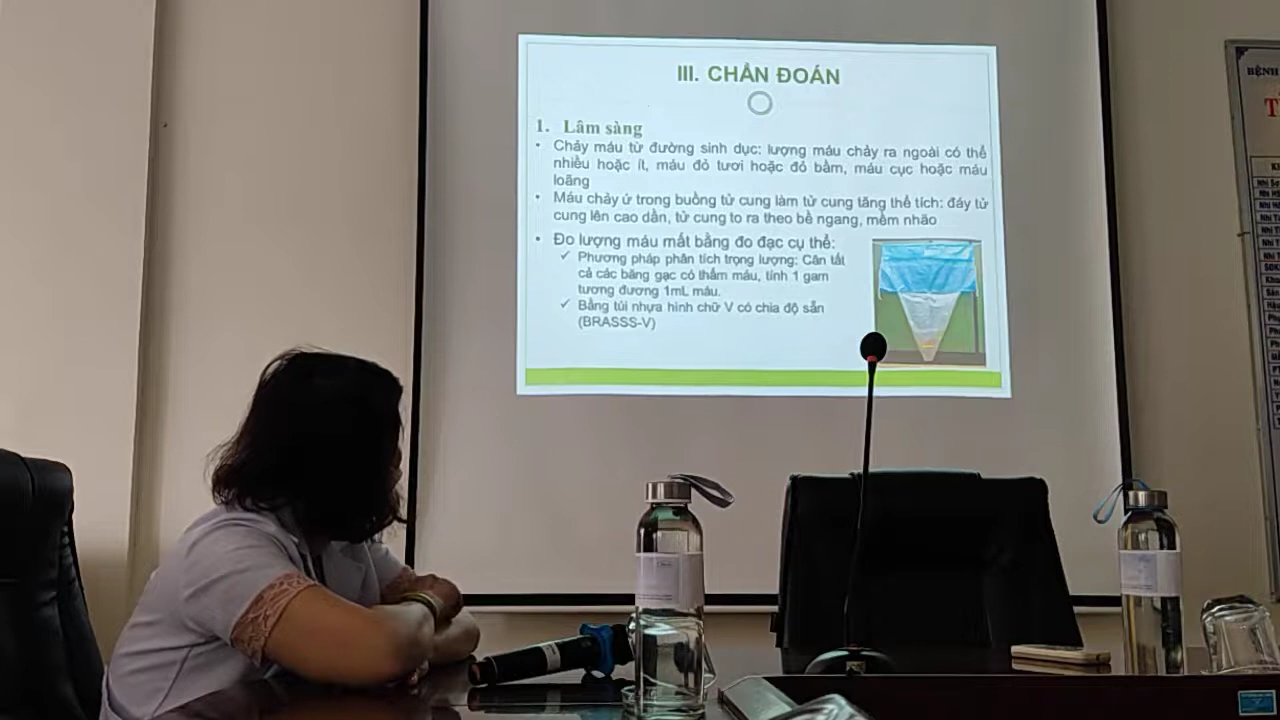 III. CHẨN ĐOÁN
1. Lâm sàng
• Chảy máu từ đường sinh dục: lượng máu chảy ra ngoài có thể
nhiều hoặc ít, máu đỏ tươi hoặc đỏ bầm, máu cục hoặc máu
loãng
• Máu chảy ứ trong buồng tử cung làm tử cung tăng thể tích: đáy tử
cung lên cao dần, tử cung to ra theo bề ngang, mềm nhão
• Đo lượng máu mất bằng đo đạc cụ thể:
✓ Phương pháp phân tích trọng lượng: Cân tất
cả các băng gạc có thấm máu, tính 1 gam
tương đương 1mL máu.
✓ Bằng túi nhựa hình chữ V có chia độ sẵn
(BRASSS-V)
BỆNH